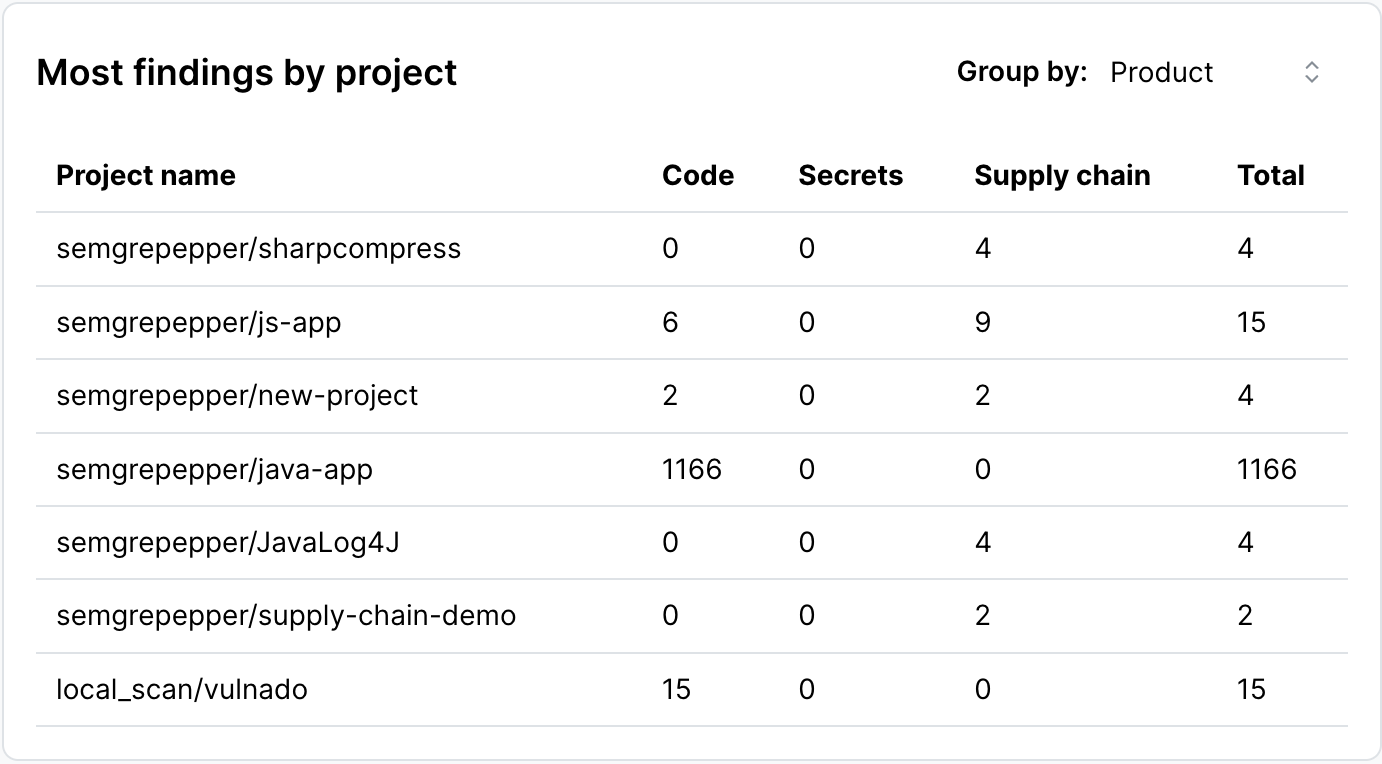 Most findings by project Group by: Product
Project name Code Secrets Supply chain Total
semgrepepper/sharpcompress 0 0 4 4
semgrepepper/js-app 6 0 9 15
semgrepepper/new-project 2 0 2 4
semgrepepper/java-app 1166 0 0 1166
semgrepepper/JavaLog4J 0 0 4 4
semgrepepper/supply-chain-demo 0 0 2 2
local_scan/vulnado 15 0 0 15